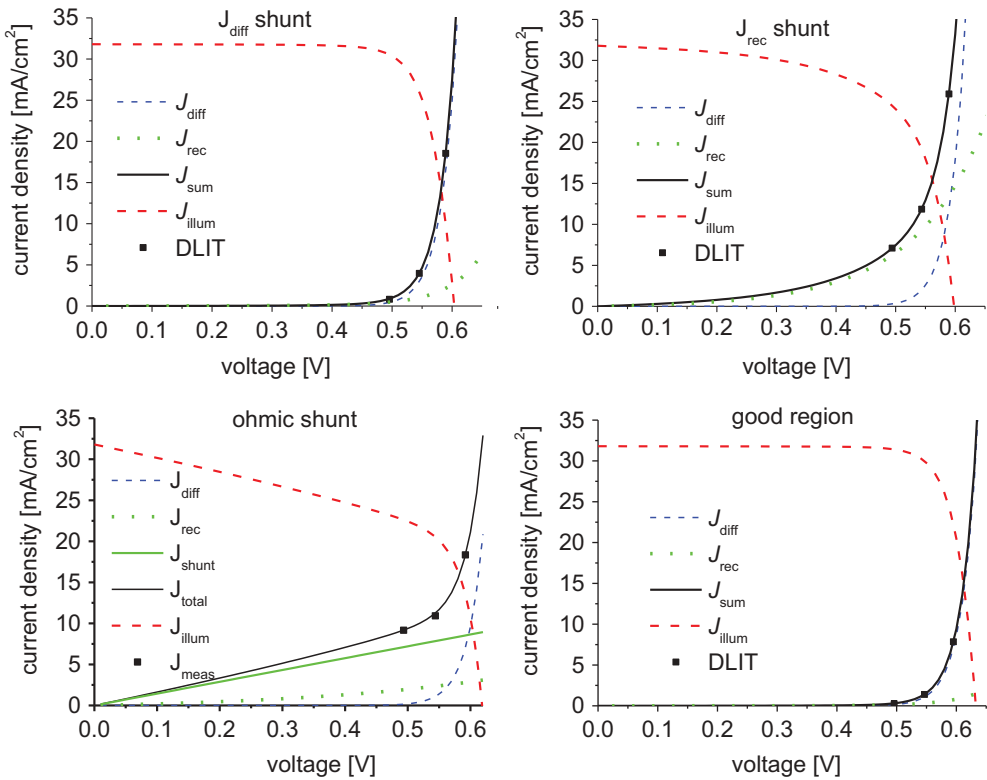 J_diff shunt
current density [mA/cm²]
35
30
25
20
15
10
5
0
J_diff
J_rec
J_sum
J_illum
DLIT
0.0 0.1 0.2 0.3 0.4 0.5 0.6
voltage [V]
J_rec shunt
current density [mA/cm²]
35
30
25
20
15
10
5
0
J_diff
J_rec
J_sum
J_illum
DLIT
0.0 0.1 0.2 0.3 0.4 0.5 0.6
voltage [V]
ohmic shunt
current density [mA/cm²]
35
30
25
20
15
10
5
0
J_diff
J_rec
J_shunt
J_total
J_illum
J_meas
0.0 0.1 0.2 0.3 0.4 0.5 0.6
voltage [V]
good region
current density [mA/cm²]
35
30
25
20
15
10
5
0
J_diff
J_rec
J_sum
J_illum
DLIT
0.0 0.1 0.2 0.3 0.4 0.5 0.6
voltage [V]